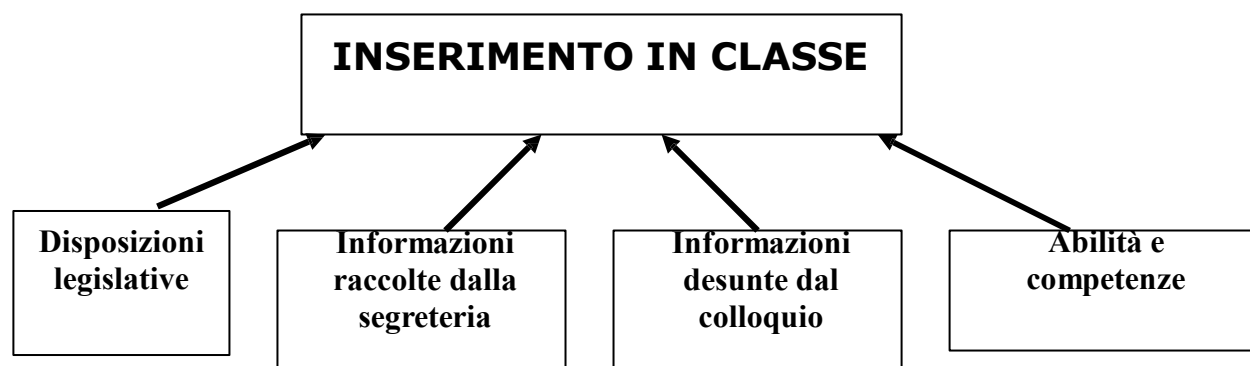 INSERIMENTO IN CLASSE
Disposizioni
legislative
Informazioni
raccolte dalla
segreteria
Informazioni
desunte dal
colloquio
Abilità e
competenze